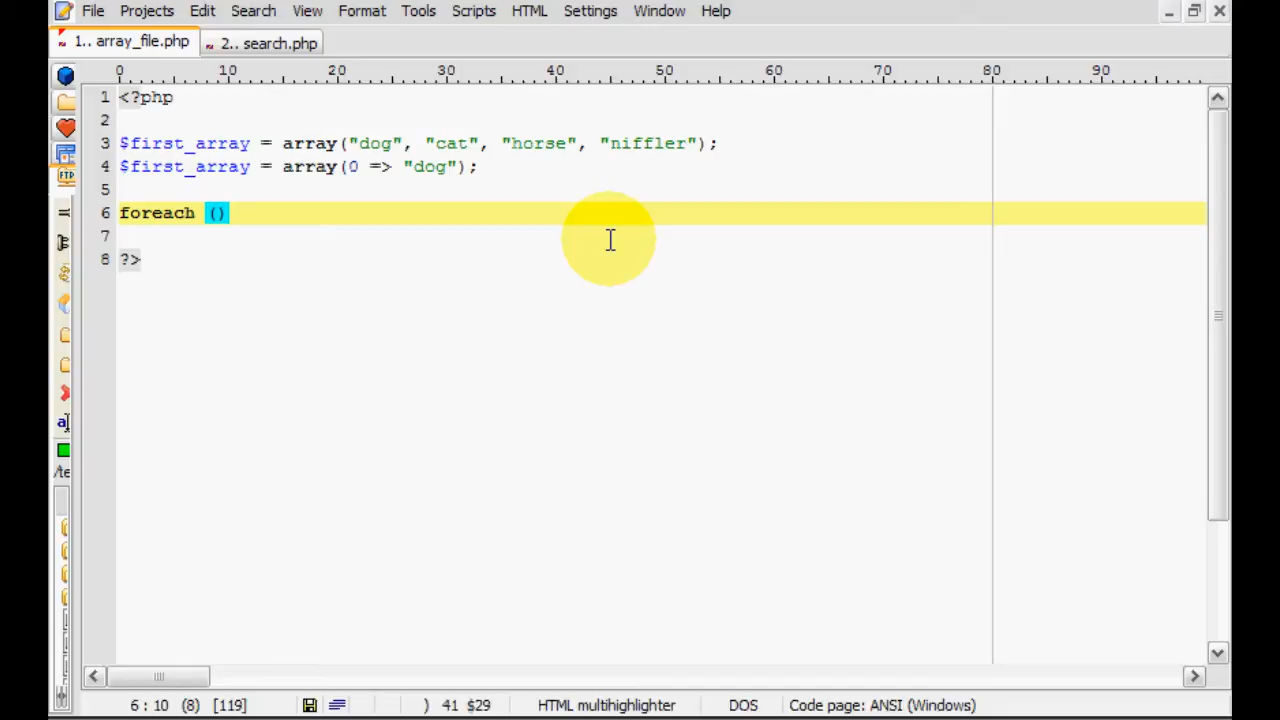 File Projects Edit Search View Format Tools Scripts HTML Settings Window Help
1.. array_file.php 2.. search.php
0 10 20 30 40 50 60 70 80 90
1 <?php
2
3 $first_array = array("dog", "cat", "horse", "niffler");
4 $first_array = array(0 => "dog");
5
6 foreach ()
7
8 ?>
FTP
a
/te
6 : 10 (8) [119] ) 41 $29 HTML multihighlighter DOS Code page: ANSI (Windows)